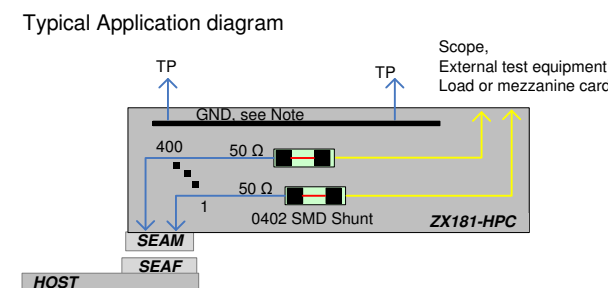 Typical Application diagram
Scope,
External test equipment
Load or mezzanine card
TP
TP
GND, see Note
400
50 Ω
50 Ω
1
0402 SMD Shunt
ZX181-HPC
SEAM
SEAF
HOST